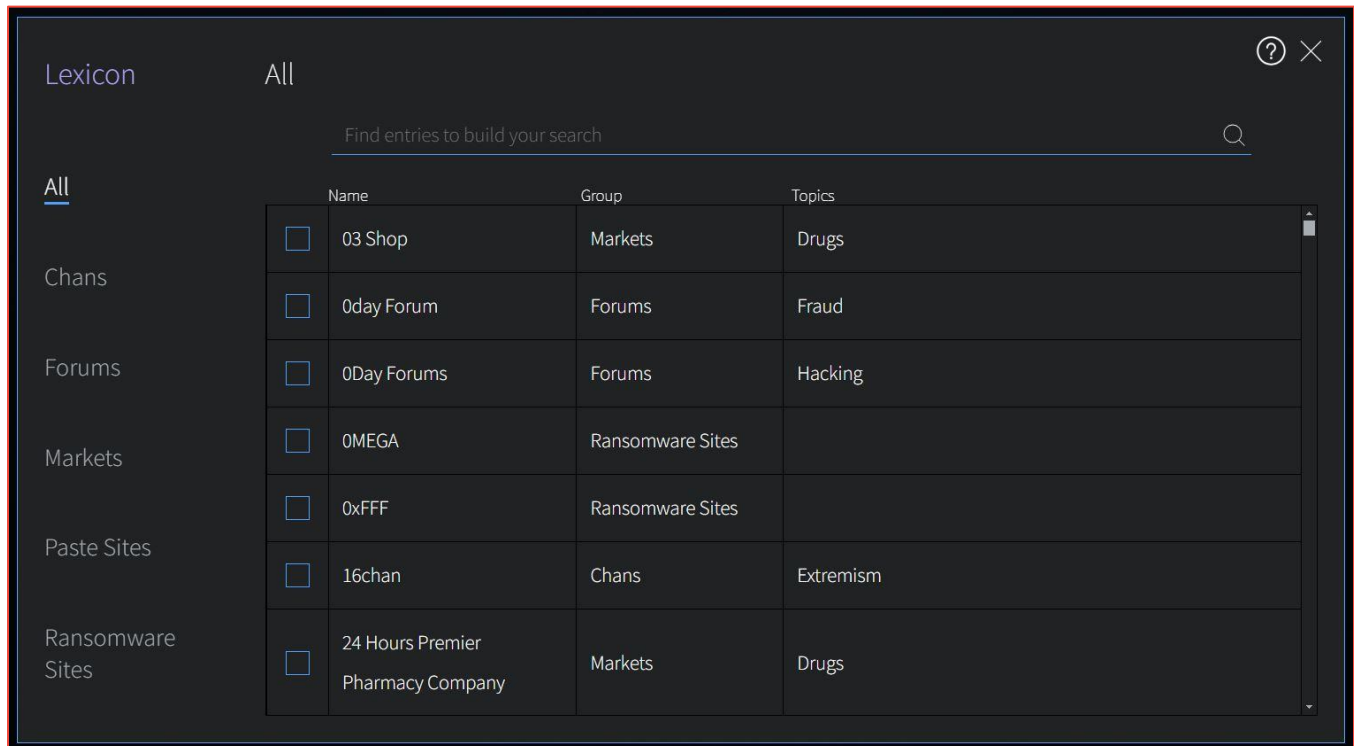 Lexicon
All
?
Find entries to build your search
All
Chans
Forums
Markets
Paste Sites
Ransomware
Sites
Name Group Topics
03 Shop Markets Drugs
0day Forum Forums Fraud
0Day Forums Forums Hacking
0MEGA Ransomware Sites
0xFFF Ransomware Sites
16chan Chans Extremism
24 Hours Premier
Pharmacy Company Markets Drugs